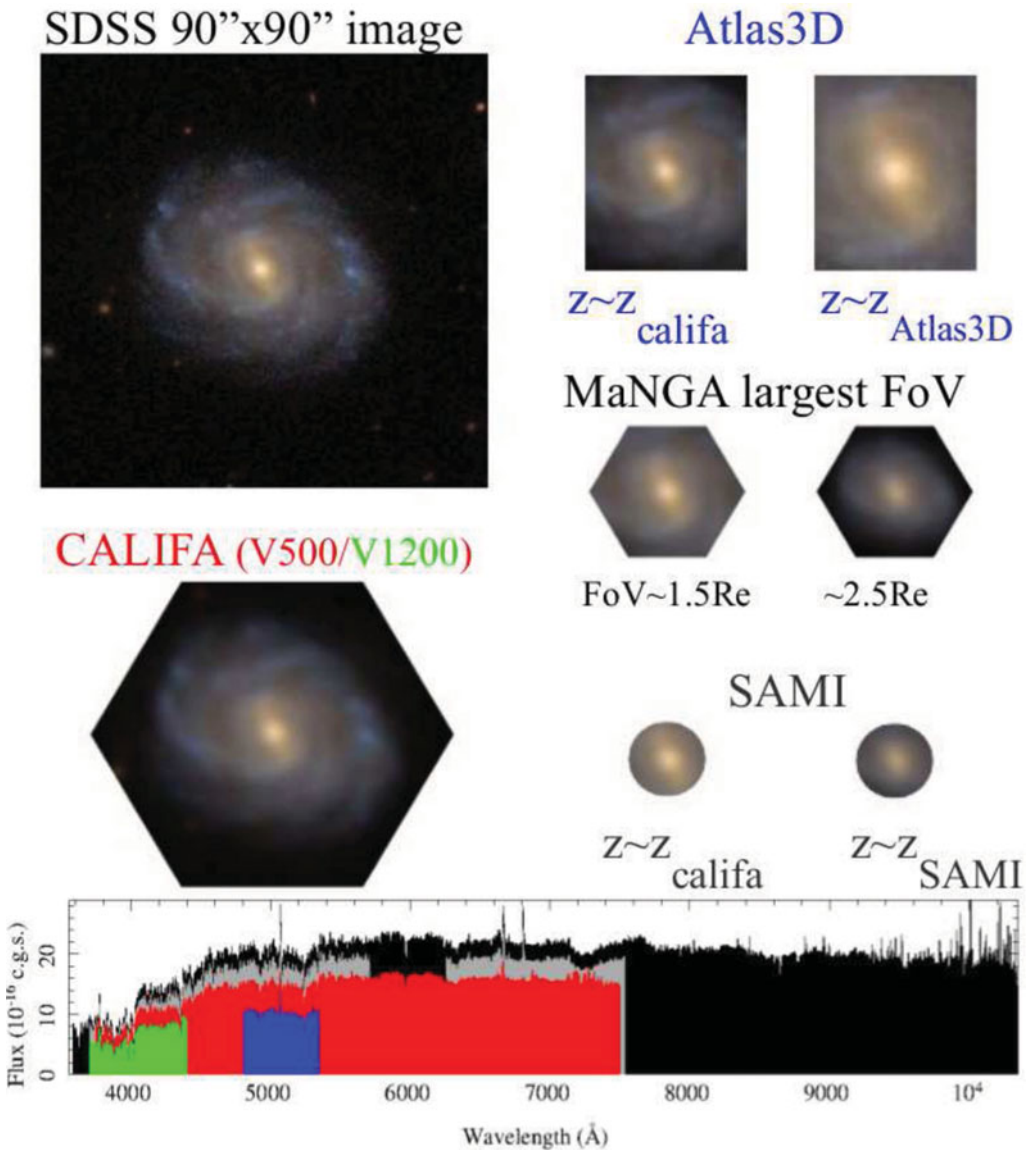 SDSS 90”x90” image
Atlas3D
z~z califa
z~z Atlas3D
MaNGA largest FoV
FoV~1.5Re
~2.5Re
CALIFA (V500/V1200)
SAMI
z~z califa
z~z SAMI
Flux (10⁻¹⁶ c.g.s.)
20
10
0
4000 5000 6000 7000 8000 9000 10⁴
Wavelength (Å)